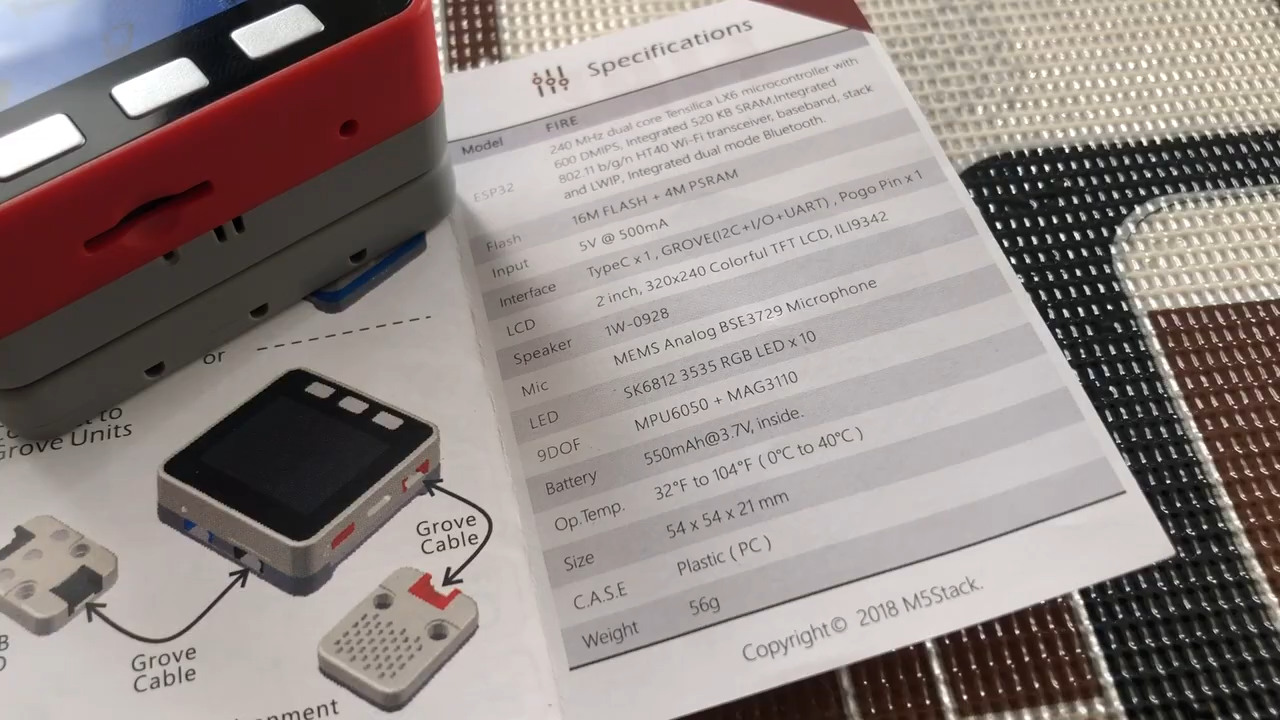 Specifications
Model FIRE
ESP32 240 MHz dual core Tensilica LX6 microcontroller with
600 DMIPS, Integrated 520 KB SRAM,Integrated
802.11 b/g/n HT40 Wi-Fi transceiver, baseband, stack
and LWIP, Integrated dual mode Bluetooth.
Flash 16M FLASH + 4M PSRAM
Input 5V @ 500mA
Interface TypeC x 1 , GROVE(I2C+I/O+UART) , Pogo Pin x 1
LCD 2 inch, 320x240 Colorful TFT LCD, ILI9342
Speaker 1W-0928
Mic MEMS Analog BSE3729 Microphone
LED SK6812 3535 RGB LED x 10
9DOF MPU6050 + MAG3110
Battery 550mAh@3.7V, inside.
Op.Temp. 32°F to 104°F ( 0°C to 40°C )
Size 54 x 54 x 21 mm
C.A.S.E Plastic ( PC )
Weight 56g
Copyright© 2018 M5Stack.
or
to
Grove Units
Grove
Cable
Grove
Cable